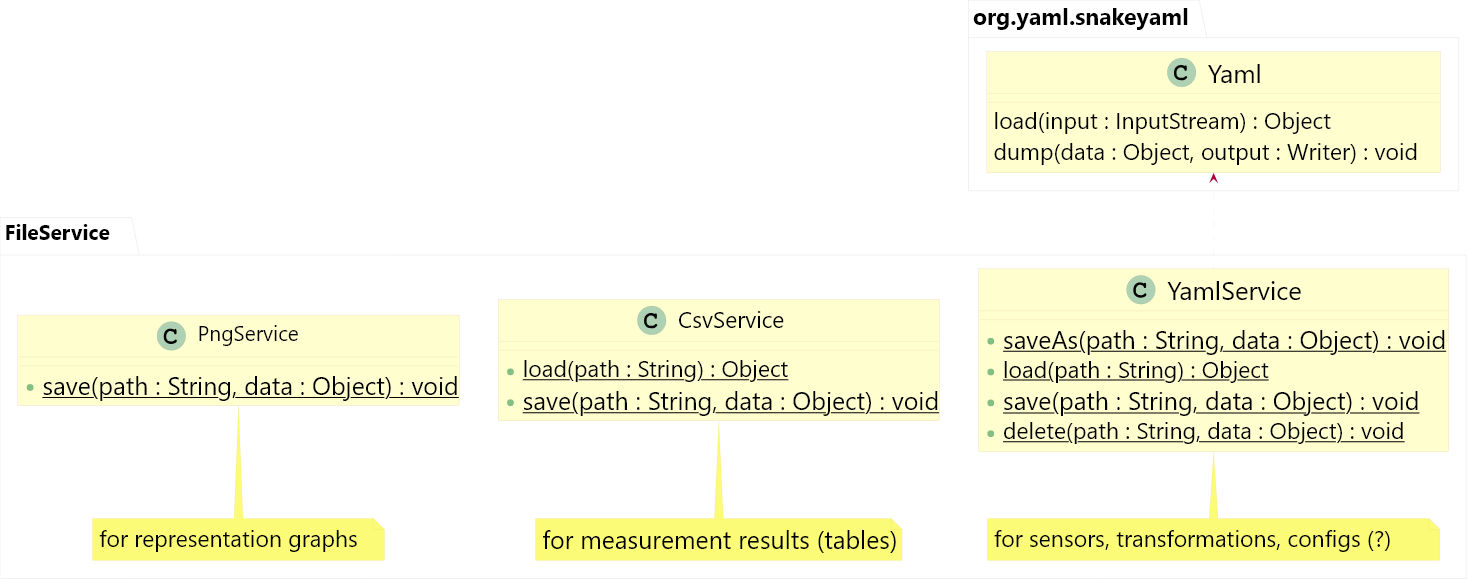 org.yaml.snakeyaml
C Yaml
load(input : InputStream) : Object
dump(data : Object, output : Writer) : void
FileService
C PngService
save(path : String, data : Object) : void
for representation graphs
C CsvService
load(path : String) : Object
save(path : String, data : Object) : void
for measurement results (tables)
C YamlService
saveAs(path : String, data : Object) : void
load(path : String) : Object
save(path : String, data : Object) : void
delete(path : String, data : Object) : void
for sensors, transformations, configs (?)